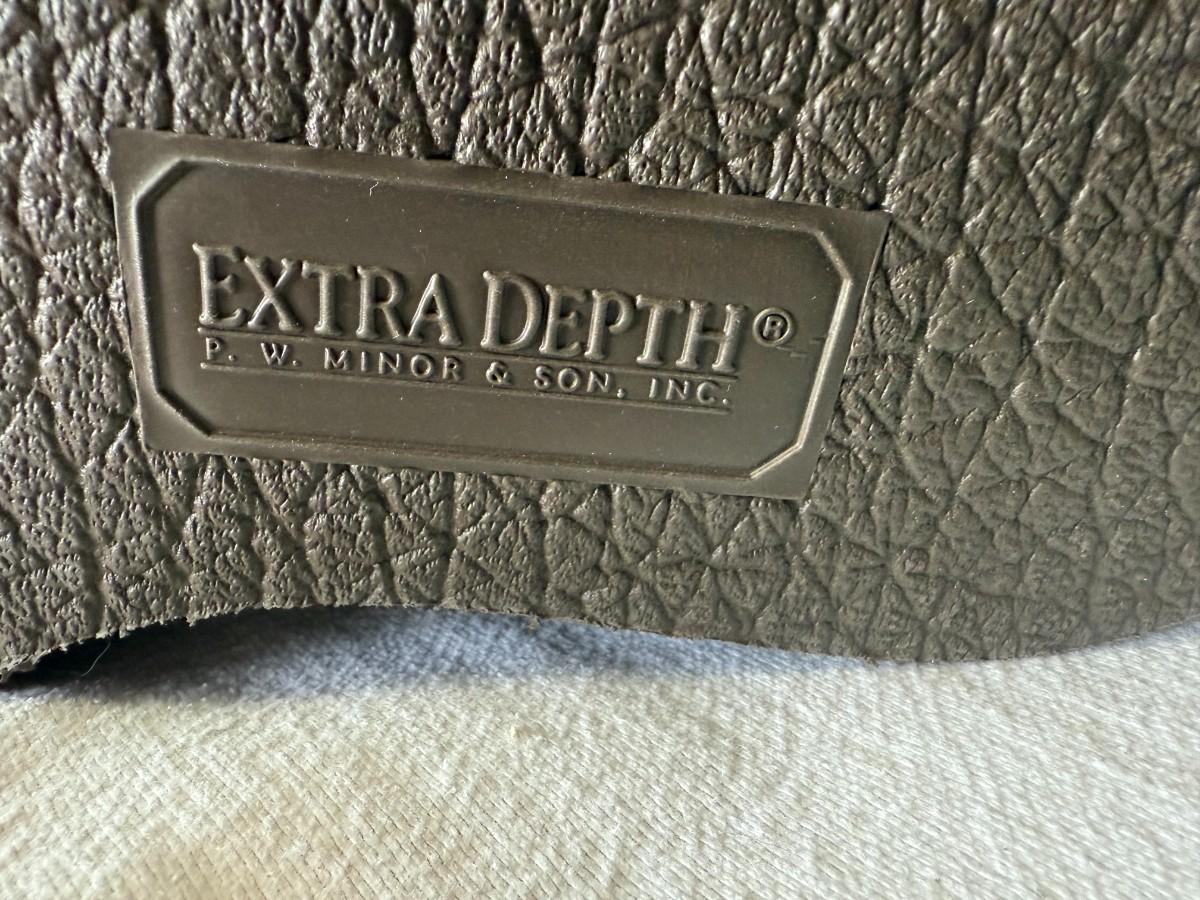 EXTRA DEPTH®
P. W. MINOR & SON, INC.